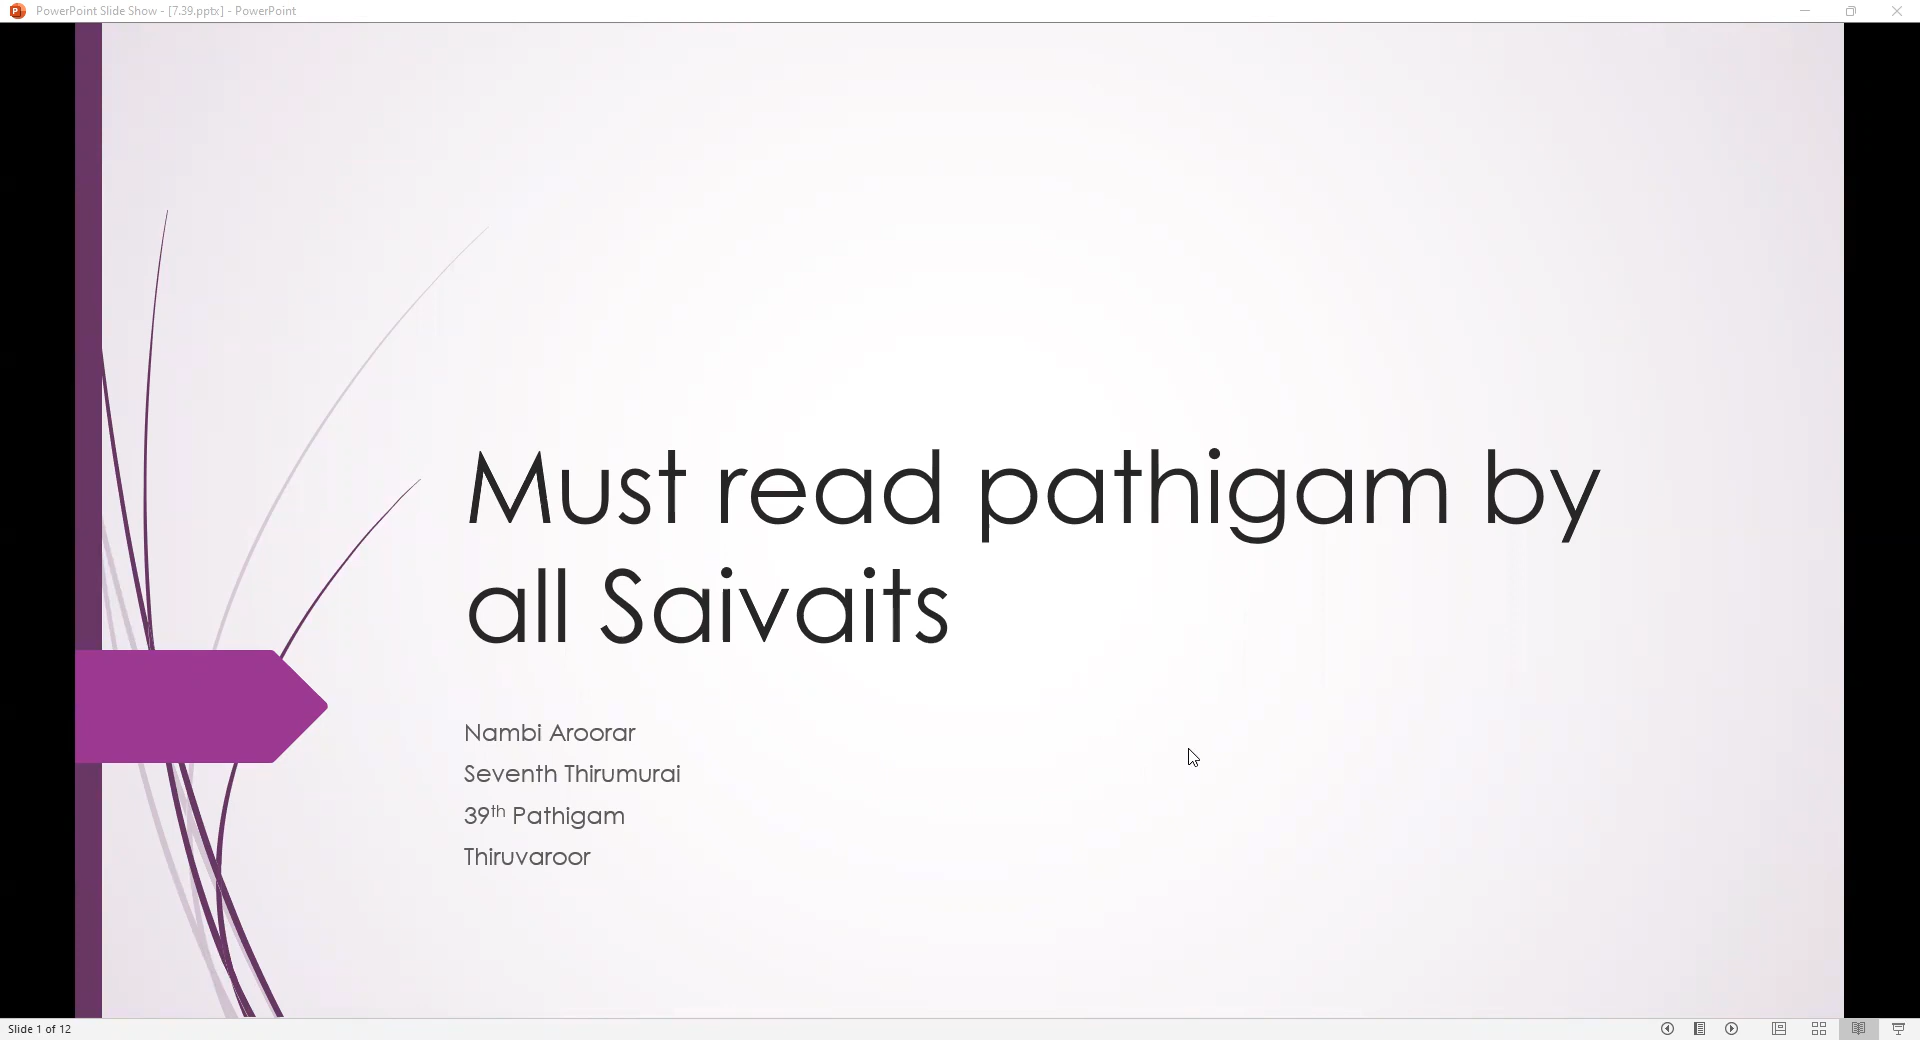 PowerPoint Slide Show - [7.39.pptx] - PowerPoint
Must read pathigam by
all Saivaits
Nambi Aroorar
Seventh Thirumurai
39th Pathigam
Thiruvaroor
Slide 1 of 12